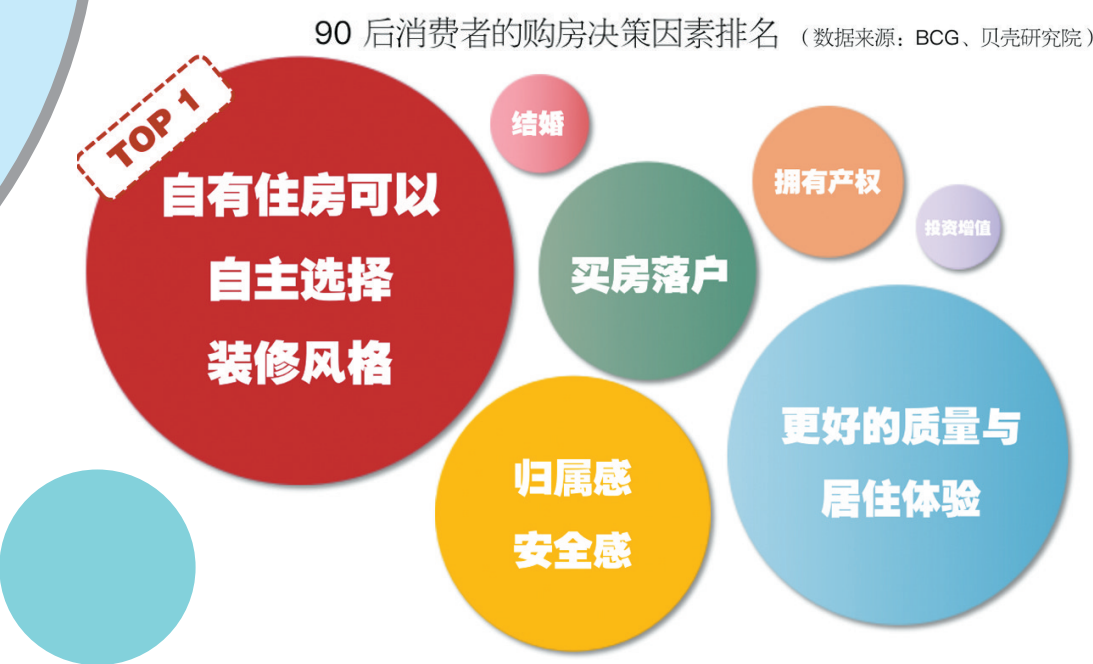 90 后消费者的购房决策因素排名 （数据来源：BCG、贝壳研究院）
TOP 1
自有住房可以
自主选择
装修风格
结婚
买房落户
拥有产权
投资增值
归属感
安全感
更好的质量与
居住体验